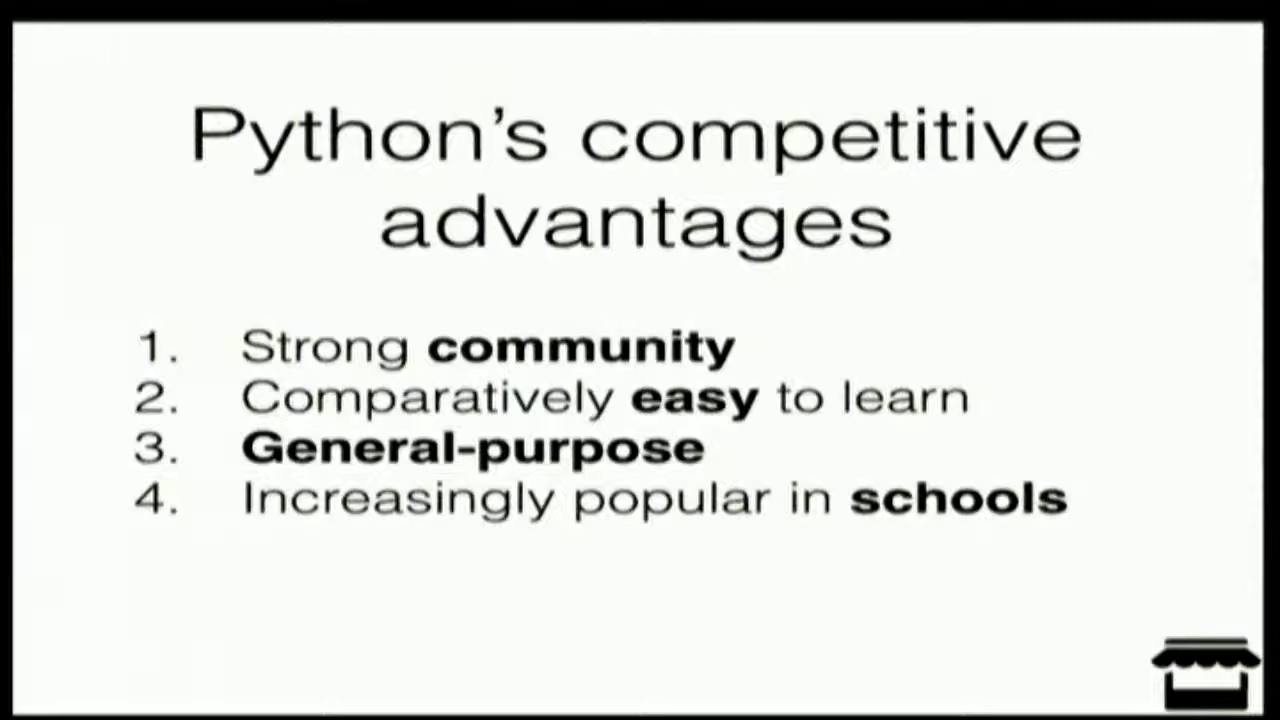 Python’s competitive
advantages
1. Strong community
2. Comparatively easy to learn
3. General-purpose
4. Increasingly popular in schools